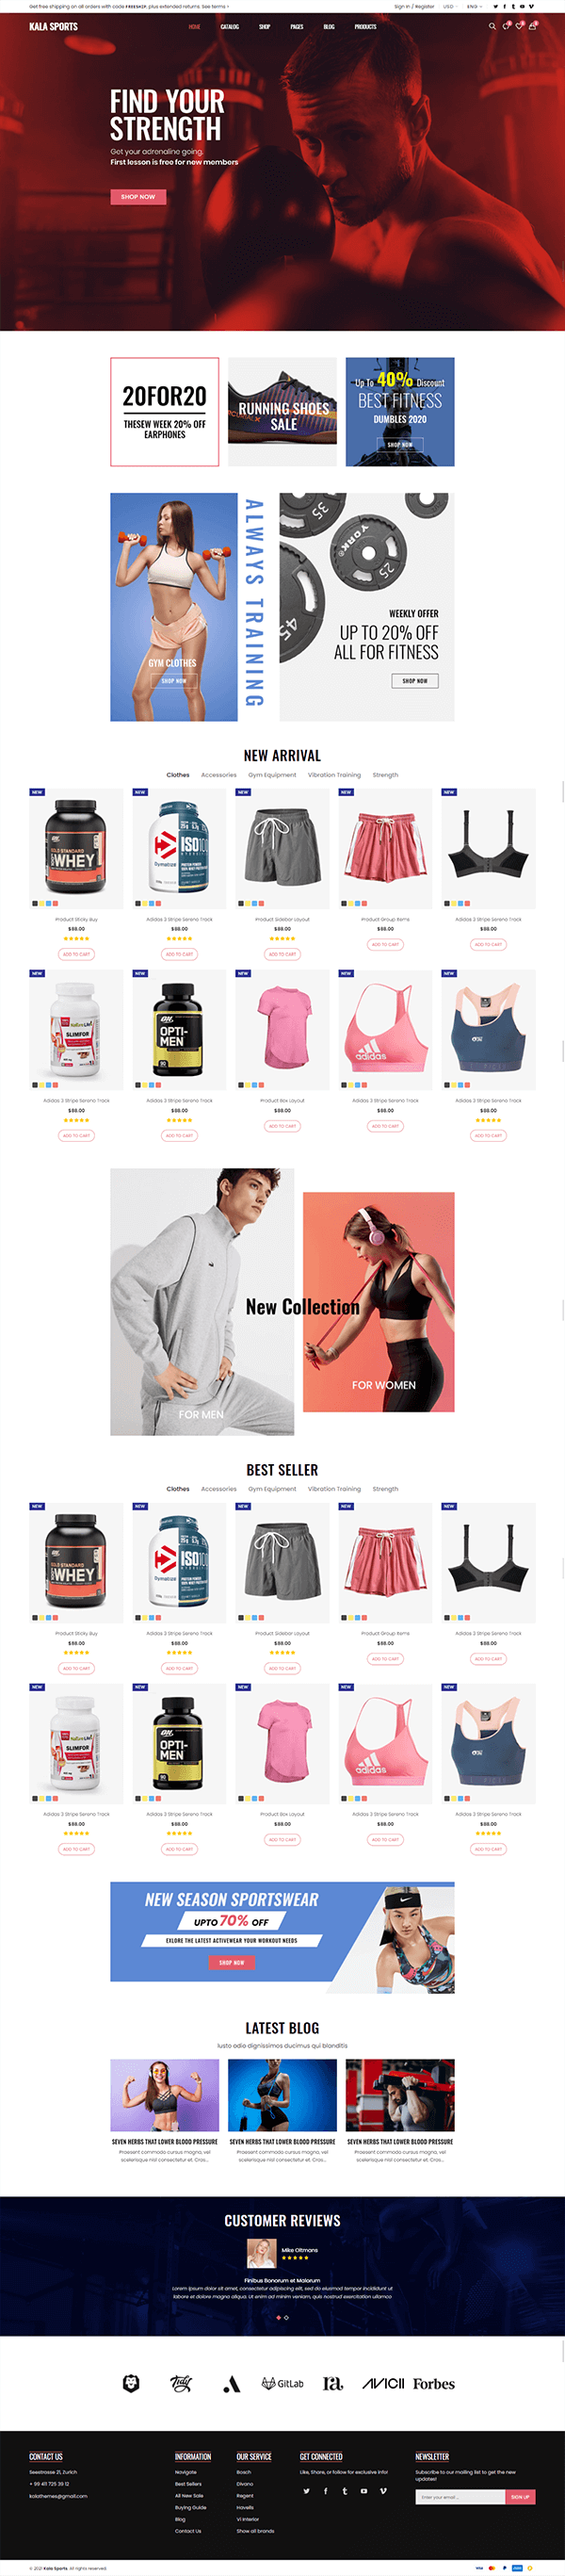 Get free shipping on all orders with code FREESHIP, plus extended returns. See terms
Sign In / Register USD ENG
KALA SPORTS
HOME CATALOG SHOP PAGES BLOG PRODUCTS
FIND YOUR
STRENGTH
Get your adrenaline going.
First lesson is free for new members
SHOP NOW
20FOR20
THESEW WEEK 20% OFF
EARPHONES
RUNNING SHOES
SALE
Up To 40% Discount
BEST FITNESS
DUMBLES 2020
SHOP NOW
GYM CLOTHES
SHOP NOW
ALWAYS TRAINING
35
25
45
YORK
WEEKLY OFFER
UP TO 20% OFF
ALL FOR FITNESS
SHOP NOW
NEW ARRIVAL
Clothes Accessories Gym Equipment Vibration Training Strength
NEW NEW NEW NEW NEW
GOLD STANDARD
WHEY
Dymatize
ISO100
Product Sticky Buy Adidas 3 Stripe Sereno Track Product Sidebar Layout Product Group Items Adidas 3 Stripe Sereno Track
$88.00 $88.00 $88.00 $88.00 $88.00
ADD TO CART ADD TO CART ADD TO CART ADD TO CART ADD TO CART
NEW NEW NEW NEW NEW
SLIMFOR
ON
OPTI-
MEN
adidas
Adidas 3 Stripe Sereno Track Adidas 3 Stripe Sereno Track Product Box Layout Adidas 3 Stripe Sereno Track Adidas 3 Stripe Sereno Track
$88.00 $88.00 $88.00 $88.00 $88.00
ADD TO CART ADD TO CART ADD TO CART ADD TO CART ADD TO CART
New Collection
FOR WOMEN
FOR MEN
BEST SELLER
Clothes Accessories Gym Equipment Vibration Training Strength
NEW NEW NEW NEW NEW
GOLD STANDARD
WHEY
Dymatize
ISO100
Product Sticky Buy Adidas 3 Stripe Sereno Track Product Sidebar Layout Product Group Items Adidas 3 Stripe Sereno Track
$88.00 $88.00 $88.00 $88.00 $88.00
ADD TO CART ADD TO CART ADD TO CART ADD TO CART ADD TO CART
NEW NEW NEW NEW NEW
SLIMFOR
ON
OPTI-
MEN
adidas
Adidas 3 Stripe Sereno Track Adidas 3 Stripe Sereno Track Product Box Layout Adidas 3 Stripe Sereno Track Adidas 3 Stripe Sereno Track
$88.00 $88.00 $88.00 $88.00 $88.00
ADD TO CART ADD TO CART ADD TO CART ADD TO CART ADD TO CART
NEW SEASON SPORTSWEAR
UPTO 70% OFF
EXLORE THE LATEST ACTIVEWEAR YOUR WORKOUT NEEDS
SHOP NOW
LATEST BLOG
Iusto odio dignissimos ducimus qui blanditis
SEVEN HERBS THAT LOWER BLOOD PRESSURE SEVEN HERBS THAT LOWER BLOOD PRESSURE SEVEN HERBS THAT LOWER BLOOD PRESSURE
Praesent commodo cursus magna, vel Praesent commodo cursus magna, vel Praesent commodo cursus magna, vel
scelerisque nisl consectetur et. Cras... scelerisque nisl consectetur et. Cras... scelerisque nisl consectetur et. Cras...
CUSTOMER REVIEWS
Mike Gitmans
Finibus Bonorum et Malorum
Lorem ipsum dolor sit amet, consectetur adipiscing elit, sed do eiusmod tempor incididunt ut
labore et dolore magna aliqua. Ut enim ad minim veniam, quis nostrud exercitation ullamco
Tidy GitLab ra AVICII Forbes
CONTACT US INFORMATION OUR SERVICE GET CONNECTED NEWSLETTER
Seestrasse 21, Zurich
+ 99 411 725 39 12
kalathemes@gmail.com
Navigate
Best Sellers
All New Sale
Buying Guide
Blog
Contact Us
Bosch
Divano
Regent
Havells
Vi Interior
Show all brands
Like, Share, or follow for exclusive info!
Subscribe to our mailing list to get the new
updates!
Enter your email ... SIGN UP
© 2021 Kala Sports. All rights reserved.
VISA